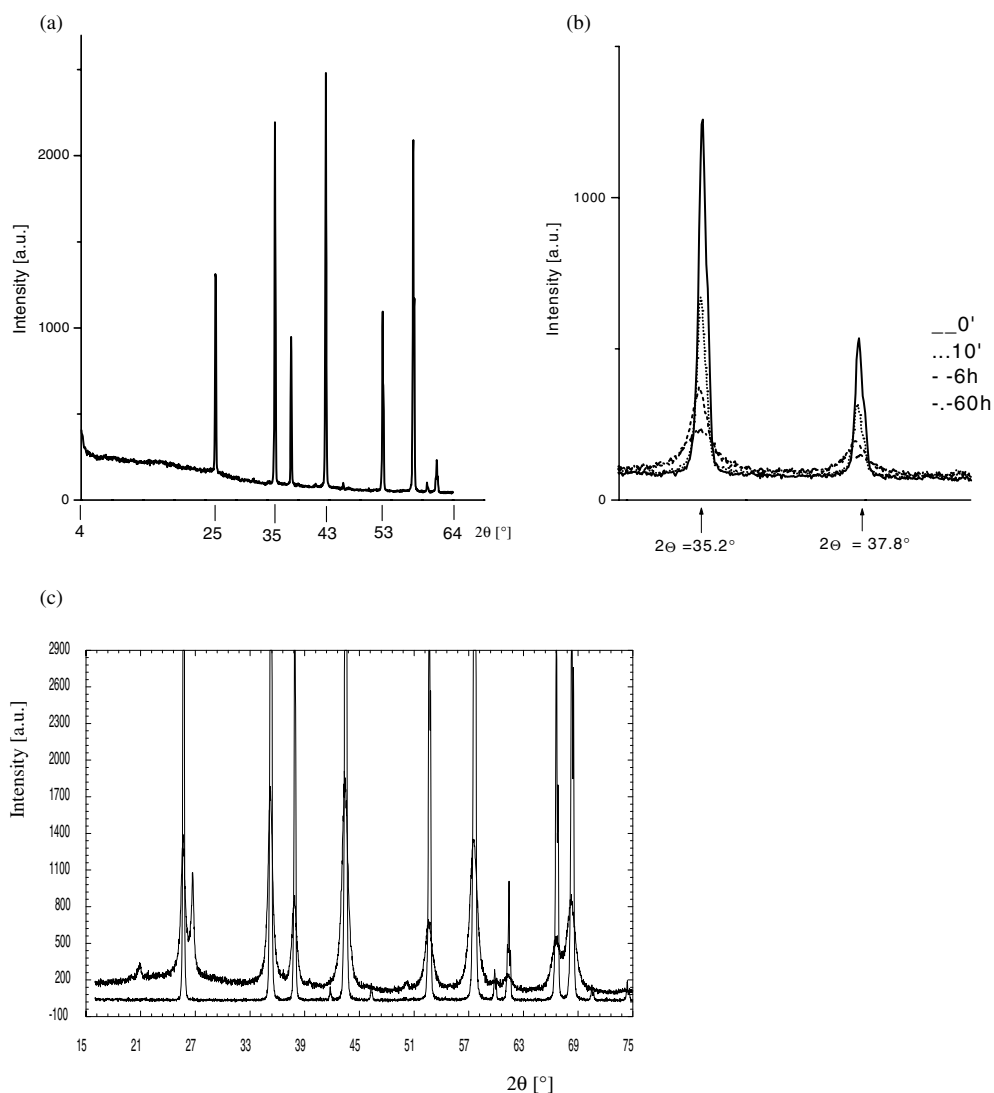 (a)
Intensity [a.u.]
2000
1000
0
4 25 35 43 53 64 2θ [°]
(b)
Intensity [a.u.]
1000
0
__0'
...10'
- -6h
-.-60h
2Θ =35.2° 2Θ = 37.8°
(c)
Intensity [a.u.]
2900
2600
2300
2000
1700
1400
1100
800
500
200
-100
15 21 27 33 39 45 51 57 63 69 75
2θ [°]